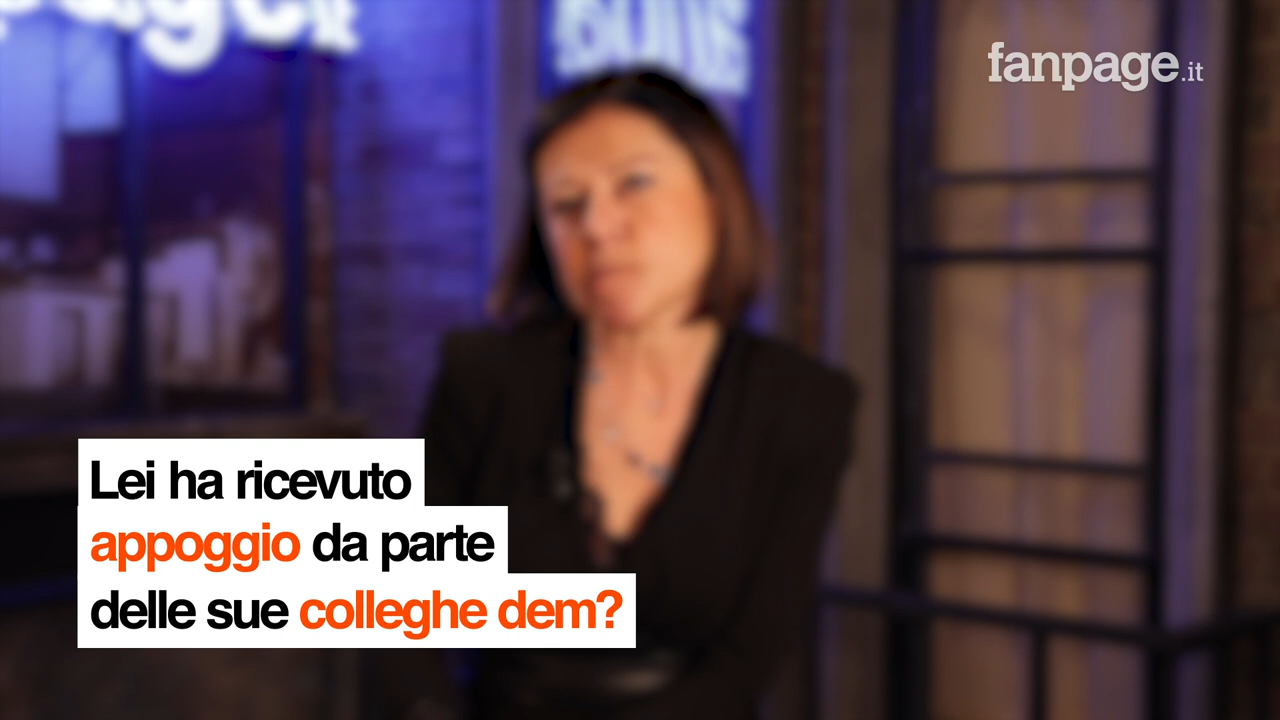 fanpage.it
Lei ha ricevuto
appoggio da parte
delle sue colleghe dem?